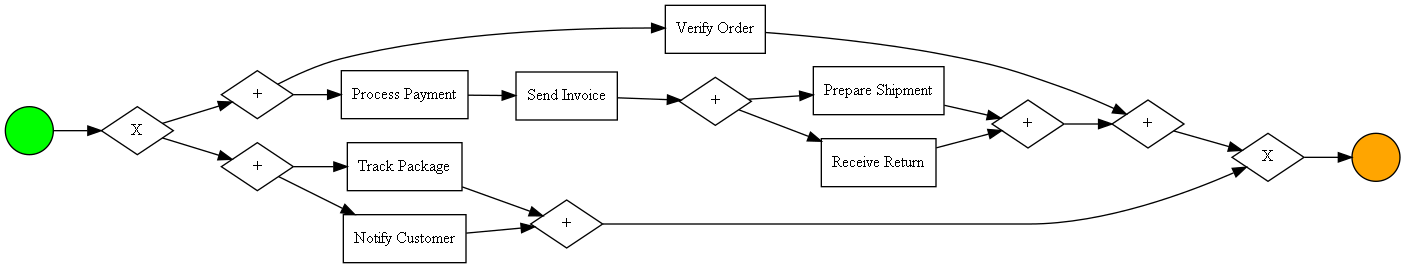 Verify Order
+
Process Payment
Send Invoice
+
Prepare Shipment
+
+
X
X
Receive Return
+
Track Package
Notify Customer
+